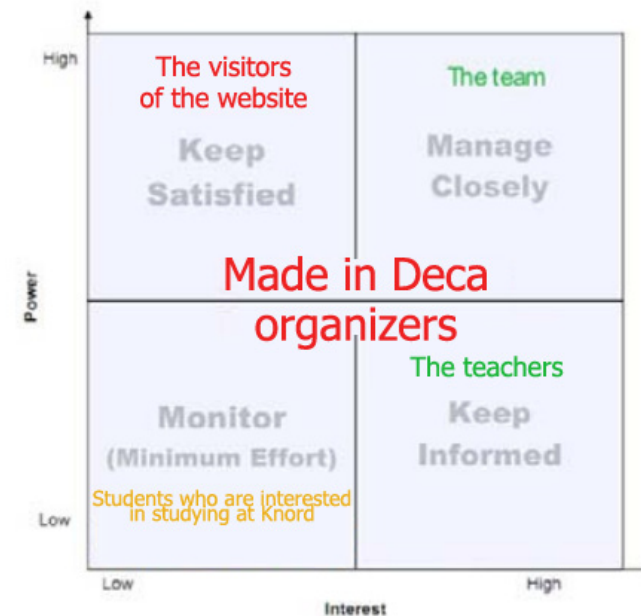 High
The visitors
of the website
Keep
Satisfied
The team
Manage
Closely
Power
Made in Deca
organizers
The teachers
Keep
Informed
Monitor
(Minimum Effort)
Students who are interested
in studying at Knord
Low
Low
High
Interest